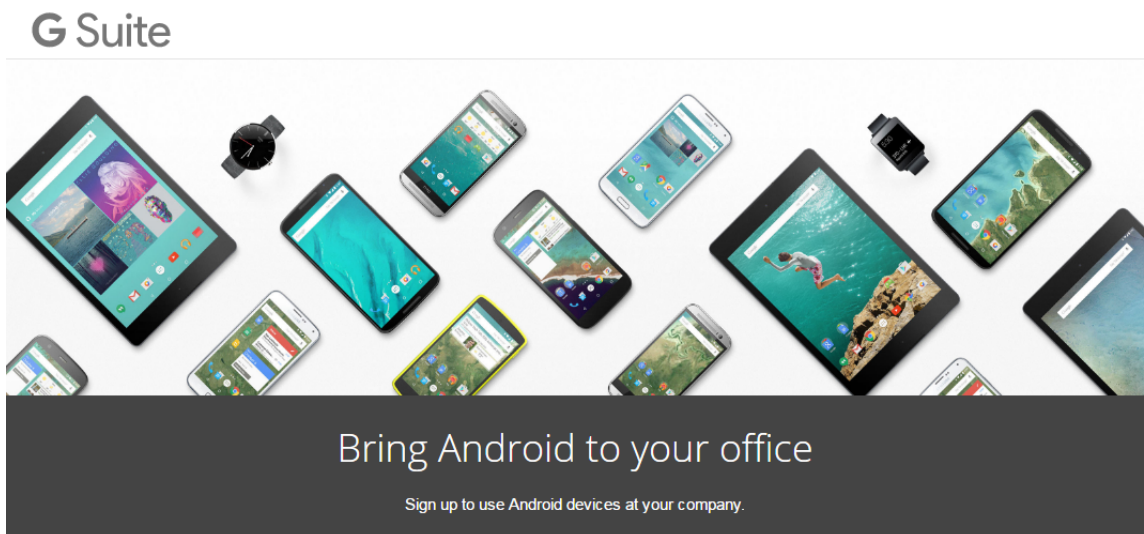 G Suite
Bring Android to your office
Sign up to use Android devices at your company.